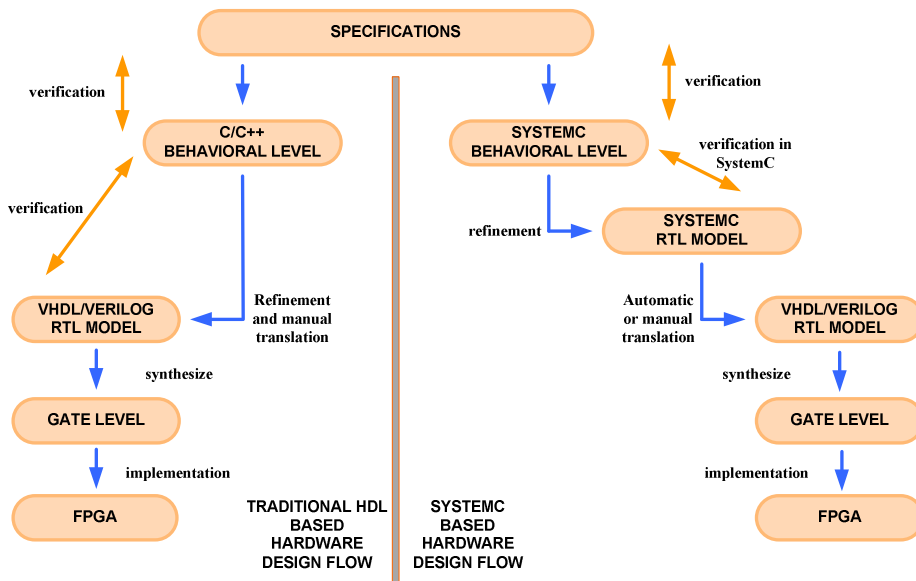 SPECIFICATIONS
verification
C/C++
BEHAVIORAL LEVEL
verification
VHDL/VERILOG
RTL MODEL
Refinement
and manual
translation
synthesize
GATE LEVEL
implementation
FPGA
TRADITIONAL HDL
BASED
HARDWARE
DESIGN FLOW
verification
SYSTEMC
BEHAVIORAL LEVEL
verification in
SystemC
refinement
SYSTEMC
RTL MODEL
Automatic
or manual
translation
VHDL/VERILOG
RTL MODEL
synthesize
GATE LEVEL
implementation
FPGA
SYSTEMC
BASED
HARDWARE
DESIGN FLOW